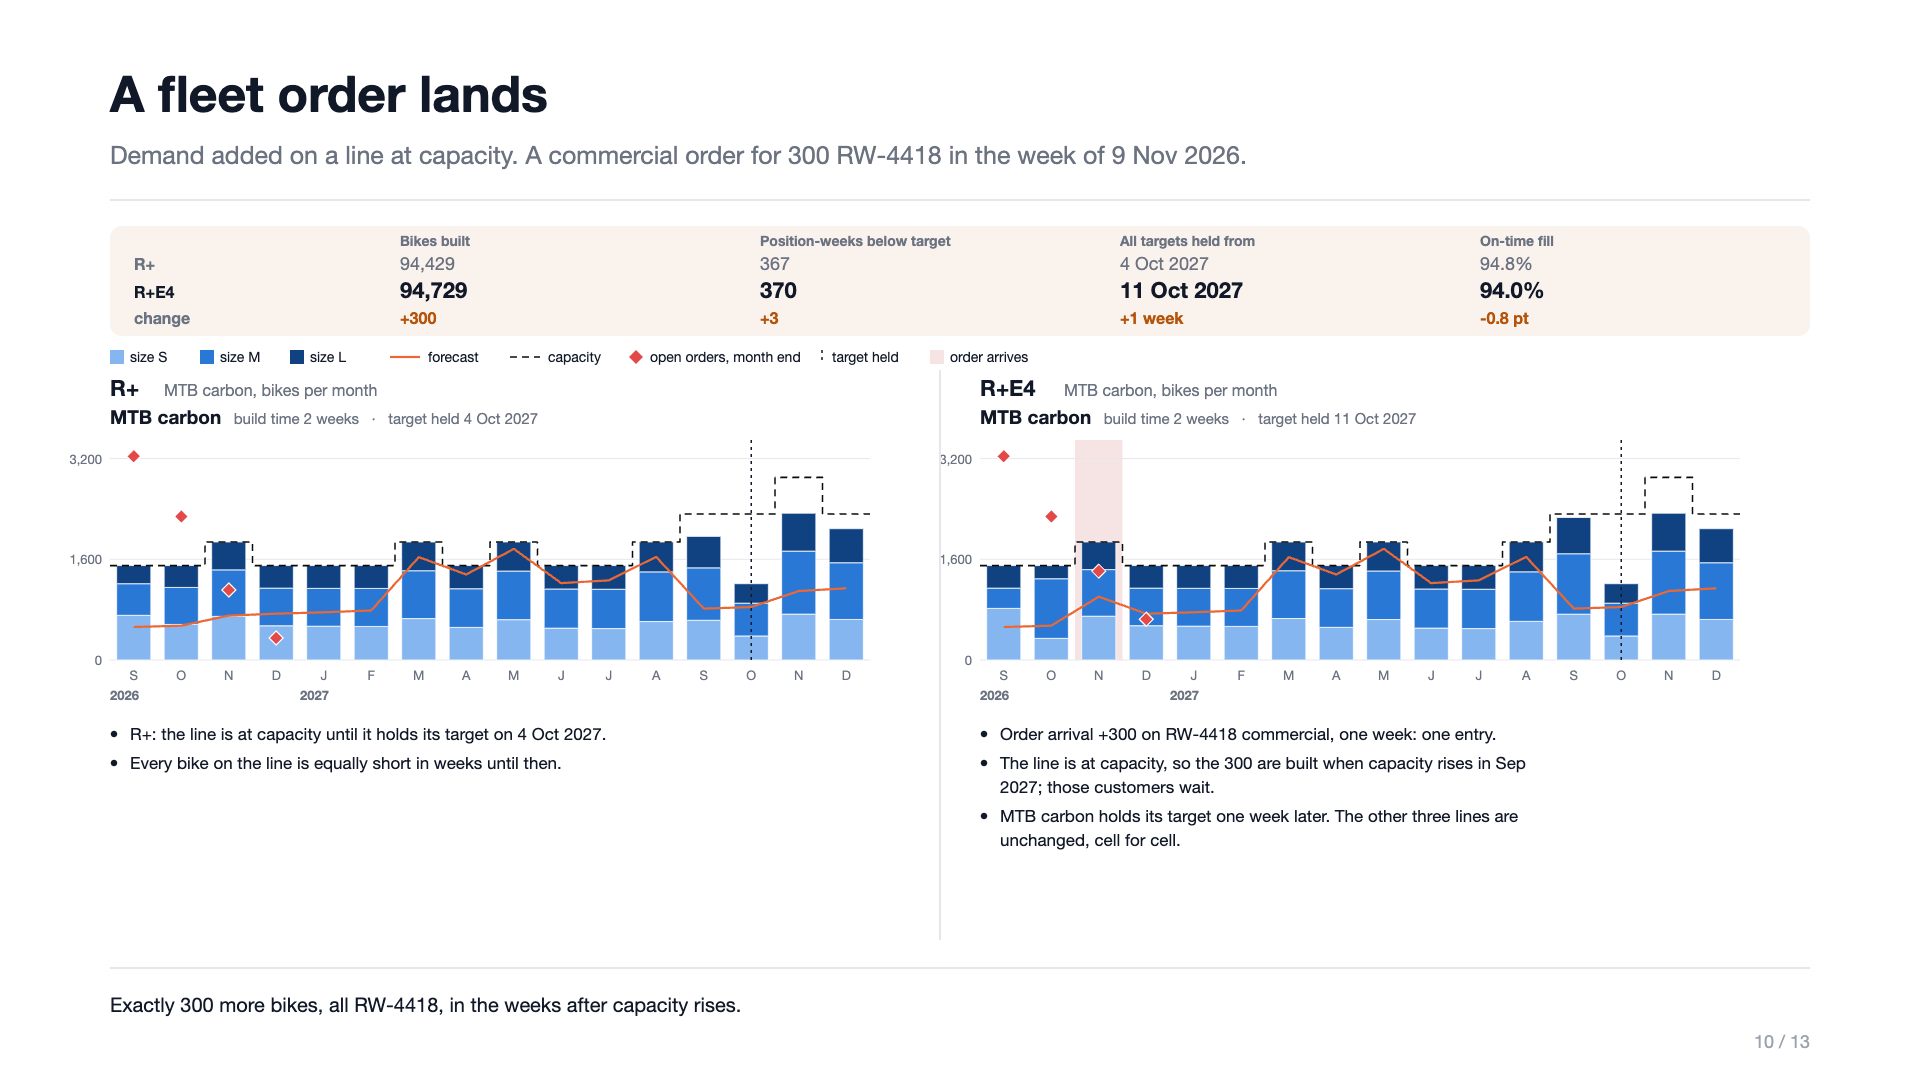 A fleet order lands
Demand added on a line at capacity. A commercial order for 300 RW-4418 in the week of 9 Nov 2026.
Bikes built Position-weeks below target All targets held from On-time fill
R+ 94,429 367 4 Oct 2027 94.8%
R+E4 94,729 370 11 Oct 2027 94.0%
change +300 +3 +1 week -0.8 pt
size S size M size L forecast capacity open orders, month end target held order arrives
R+ MTB carbon, bikes per month
MTB carbon build time 2 weeks · target held 4 Oct 2027
3,200
1,600
0
S O N D J F M A M J J A S O N D
2026 2027
• R+: the line is at capacity until it holds its target on 4 Oct 2027.
• Every bike on the line is equally short in weeks until then.
R+E4 MTB carbon, bikes per month
MTB carbon build time 2 weeks · target held 11 Oct 2027
3,200
1,600
0
S O N D J F M A M J J A S O N D
2026 2027
• Order arrival +300 on RW-4418 commercial, one week: one entry.
• The line is at capacity, so the 300 are built when capacity rises in Sep
2027; those customers wait.
• MTB carbon holds its target one week later. The other three lines are
unchanged, cell for cell.
Exactly 300 more bikes, all RW-4418, in the weeks after capacity rises.
10 / 13